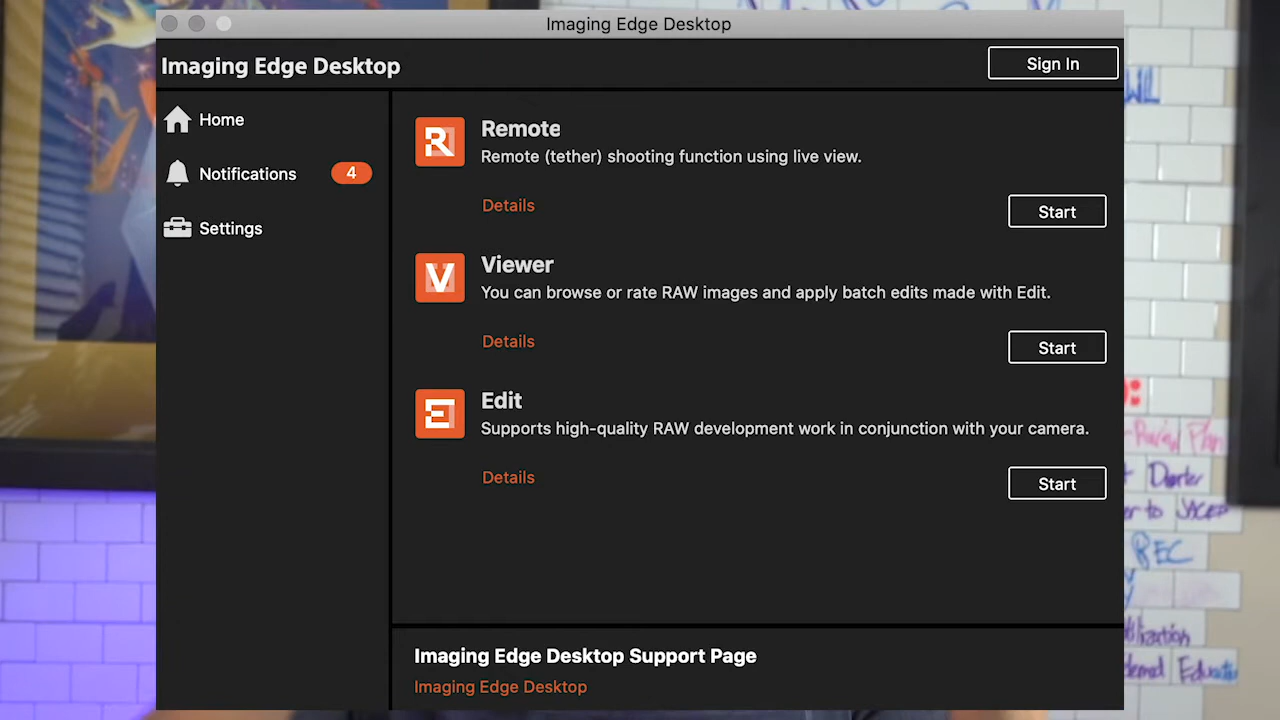 Imaging Edge Desktop
Imaging Edge Desktop
Sign In
Home
Notifications
4
Settings
R
Remote
Remote (tether) shooting function using live view.
Details
Start
V
Viewer
You can browse or rate RAW images and apply batch edits made with Edit.
Details
Start
E
Edit
Supports high-quality RAW development work in conjunction with your camera.
Details
Start
Imaging Edge Desktop Support Page
Imaging Edge Desktop
REC